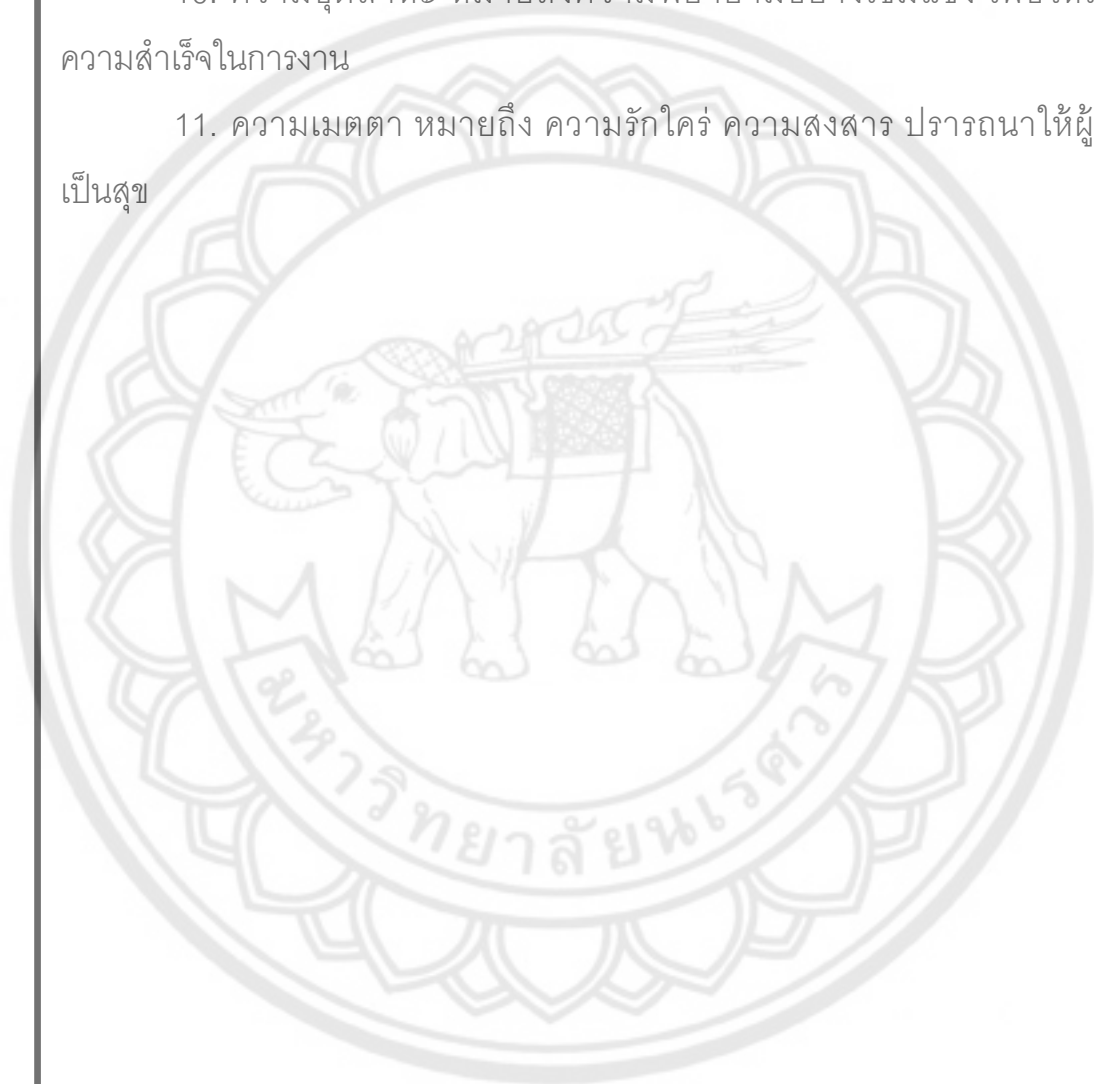 ความสำเร็จในการงาน
11. ความเมตตา หมายถึง ความรักใคร่ ความสงสาร ปรารถนาให้ผู้
เป็นสุข
มหาวิทยาลัยนเรศวร